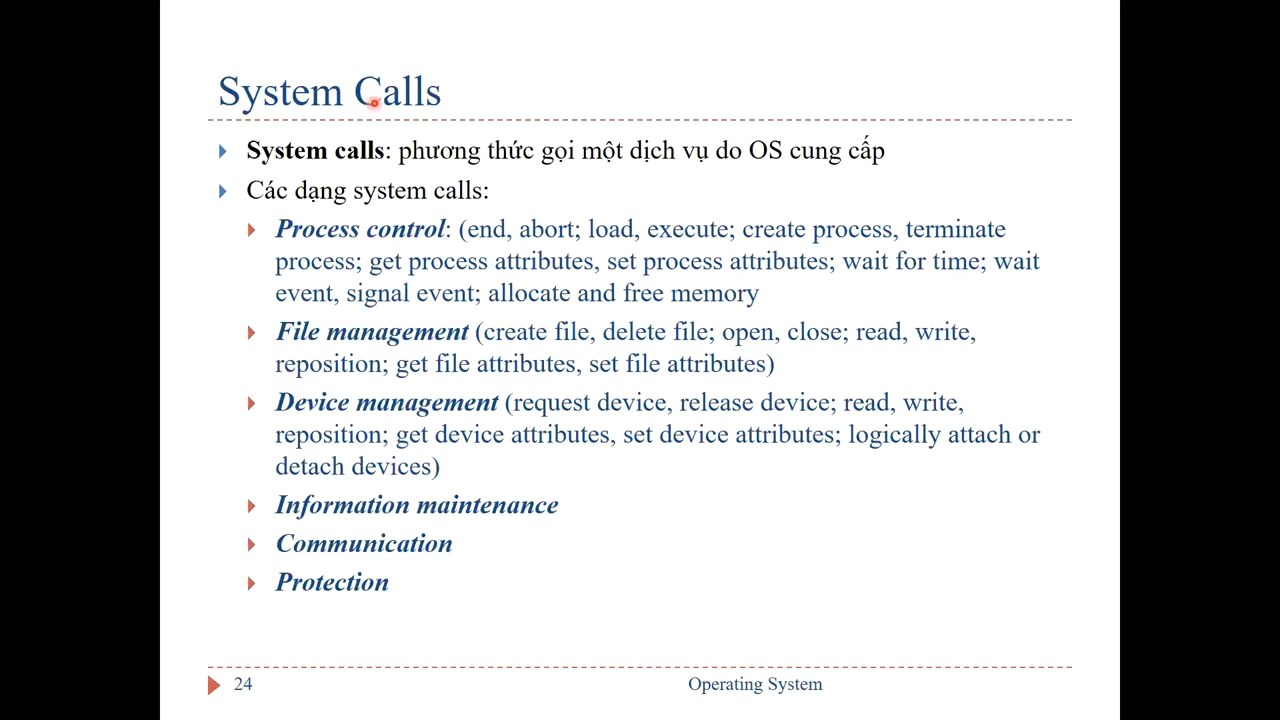 System Calls
System calls: phương thức gọi một dịch vụ do OS cung cấp
Các dạng system calls:
Process control: (end, abort; load, execute; create process, terminate
process; get process attributes, set process attributes; wait for time; wait
event, signal event; allocate and free memory
File management (create file, delete file; open, close; read, write,
reposition; get file attributes, set file attributes)
Device management (request device, release device; read, write,
reposition; get device attributes, set device attributes; logically attach or
detach devices)
Information maintenance
Communication
Protection
24 Operating System